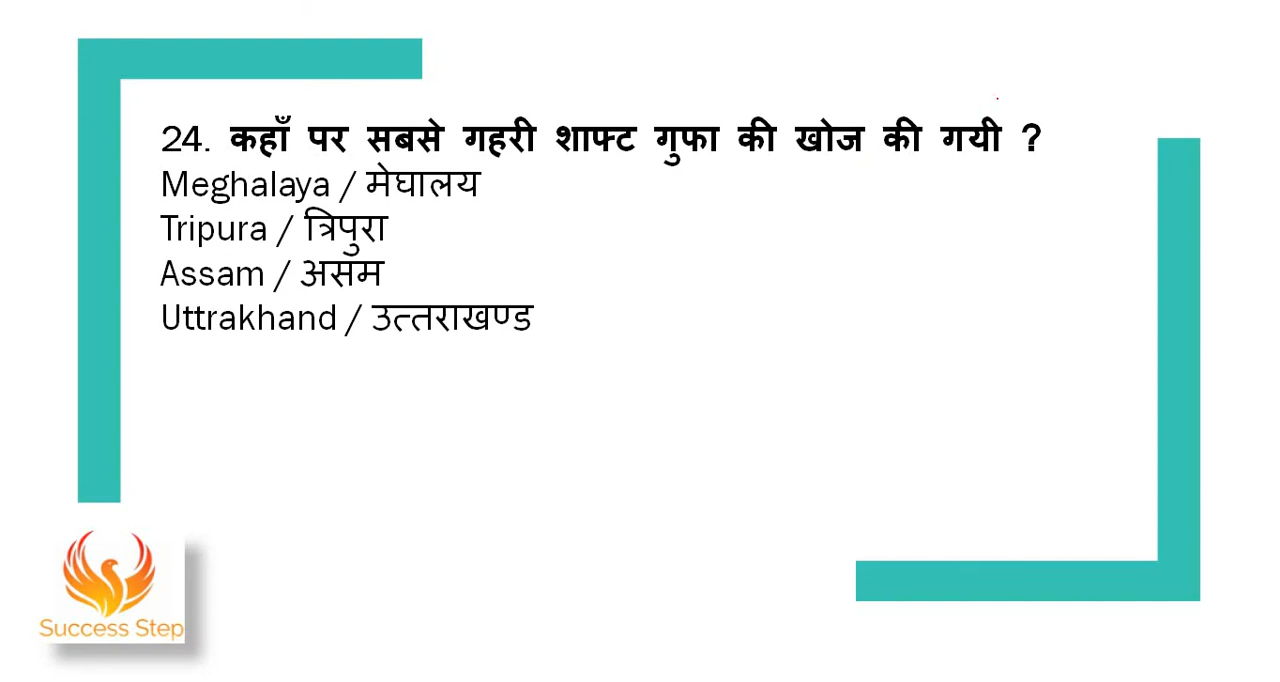 24. कहाँ पर सबसे गहरी शाफ्ट गुफा की खोज की गयी ?
Meghalaya / मेघालय
Tripura / त्रिपुरा
Assam / असम
Uttrakhand / उत्तराखण्ड
Success Step